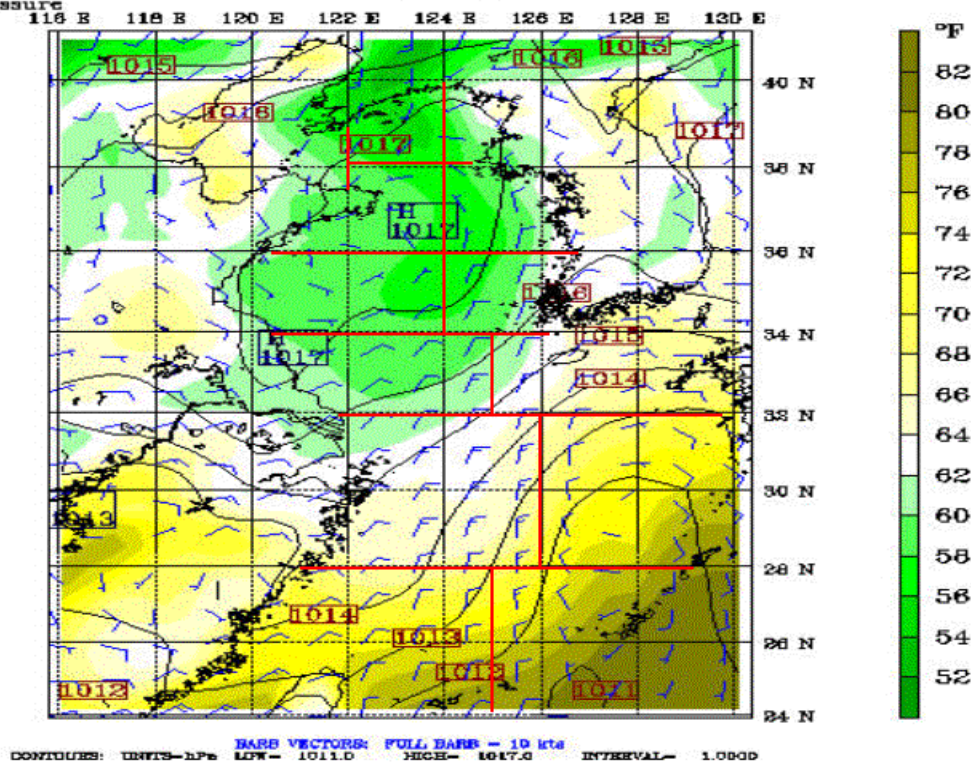 ssure
116 E 118 E 120 E 122 E 124 E 126 E 128 E 130 E
°F
1015 1016 1015
82
40 N
80
1016 1017
1017
78
38 N
76
H
1017
74
36 N
72
1016
70
H
1017
34 N
1015
68
1014
66
32 N
64
62
30 N
1013
60
58
28 N
56
1014
54
1013
26 N
1012
52
1012 1011
24 N
BARB VECTORS: FULL BARB = 10 kts
CONTOURS: UNITS=hPa LOW= 1011.0 HIGH= 1017.0 INTERVAL= 1.0000